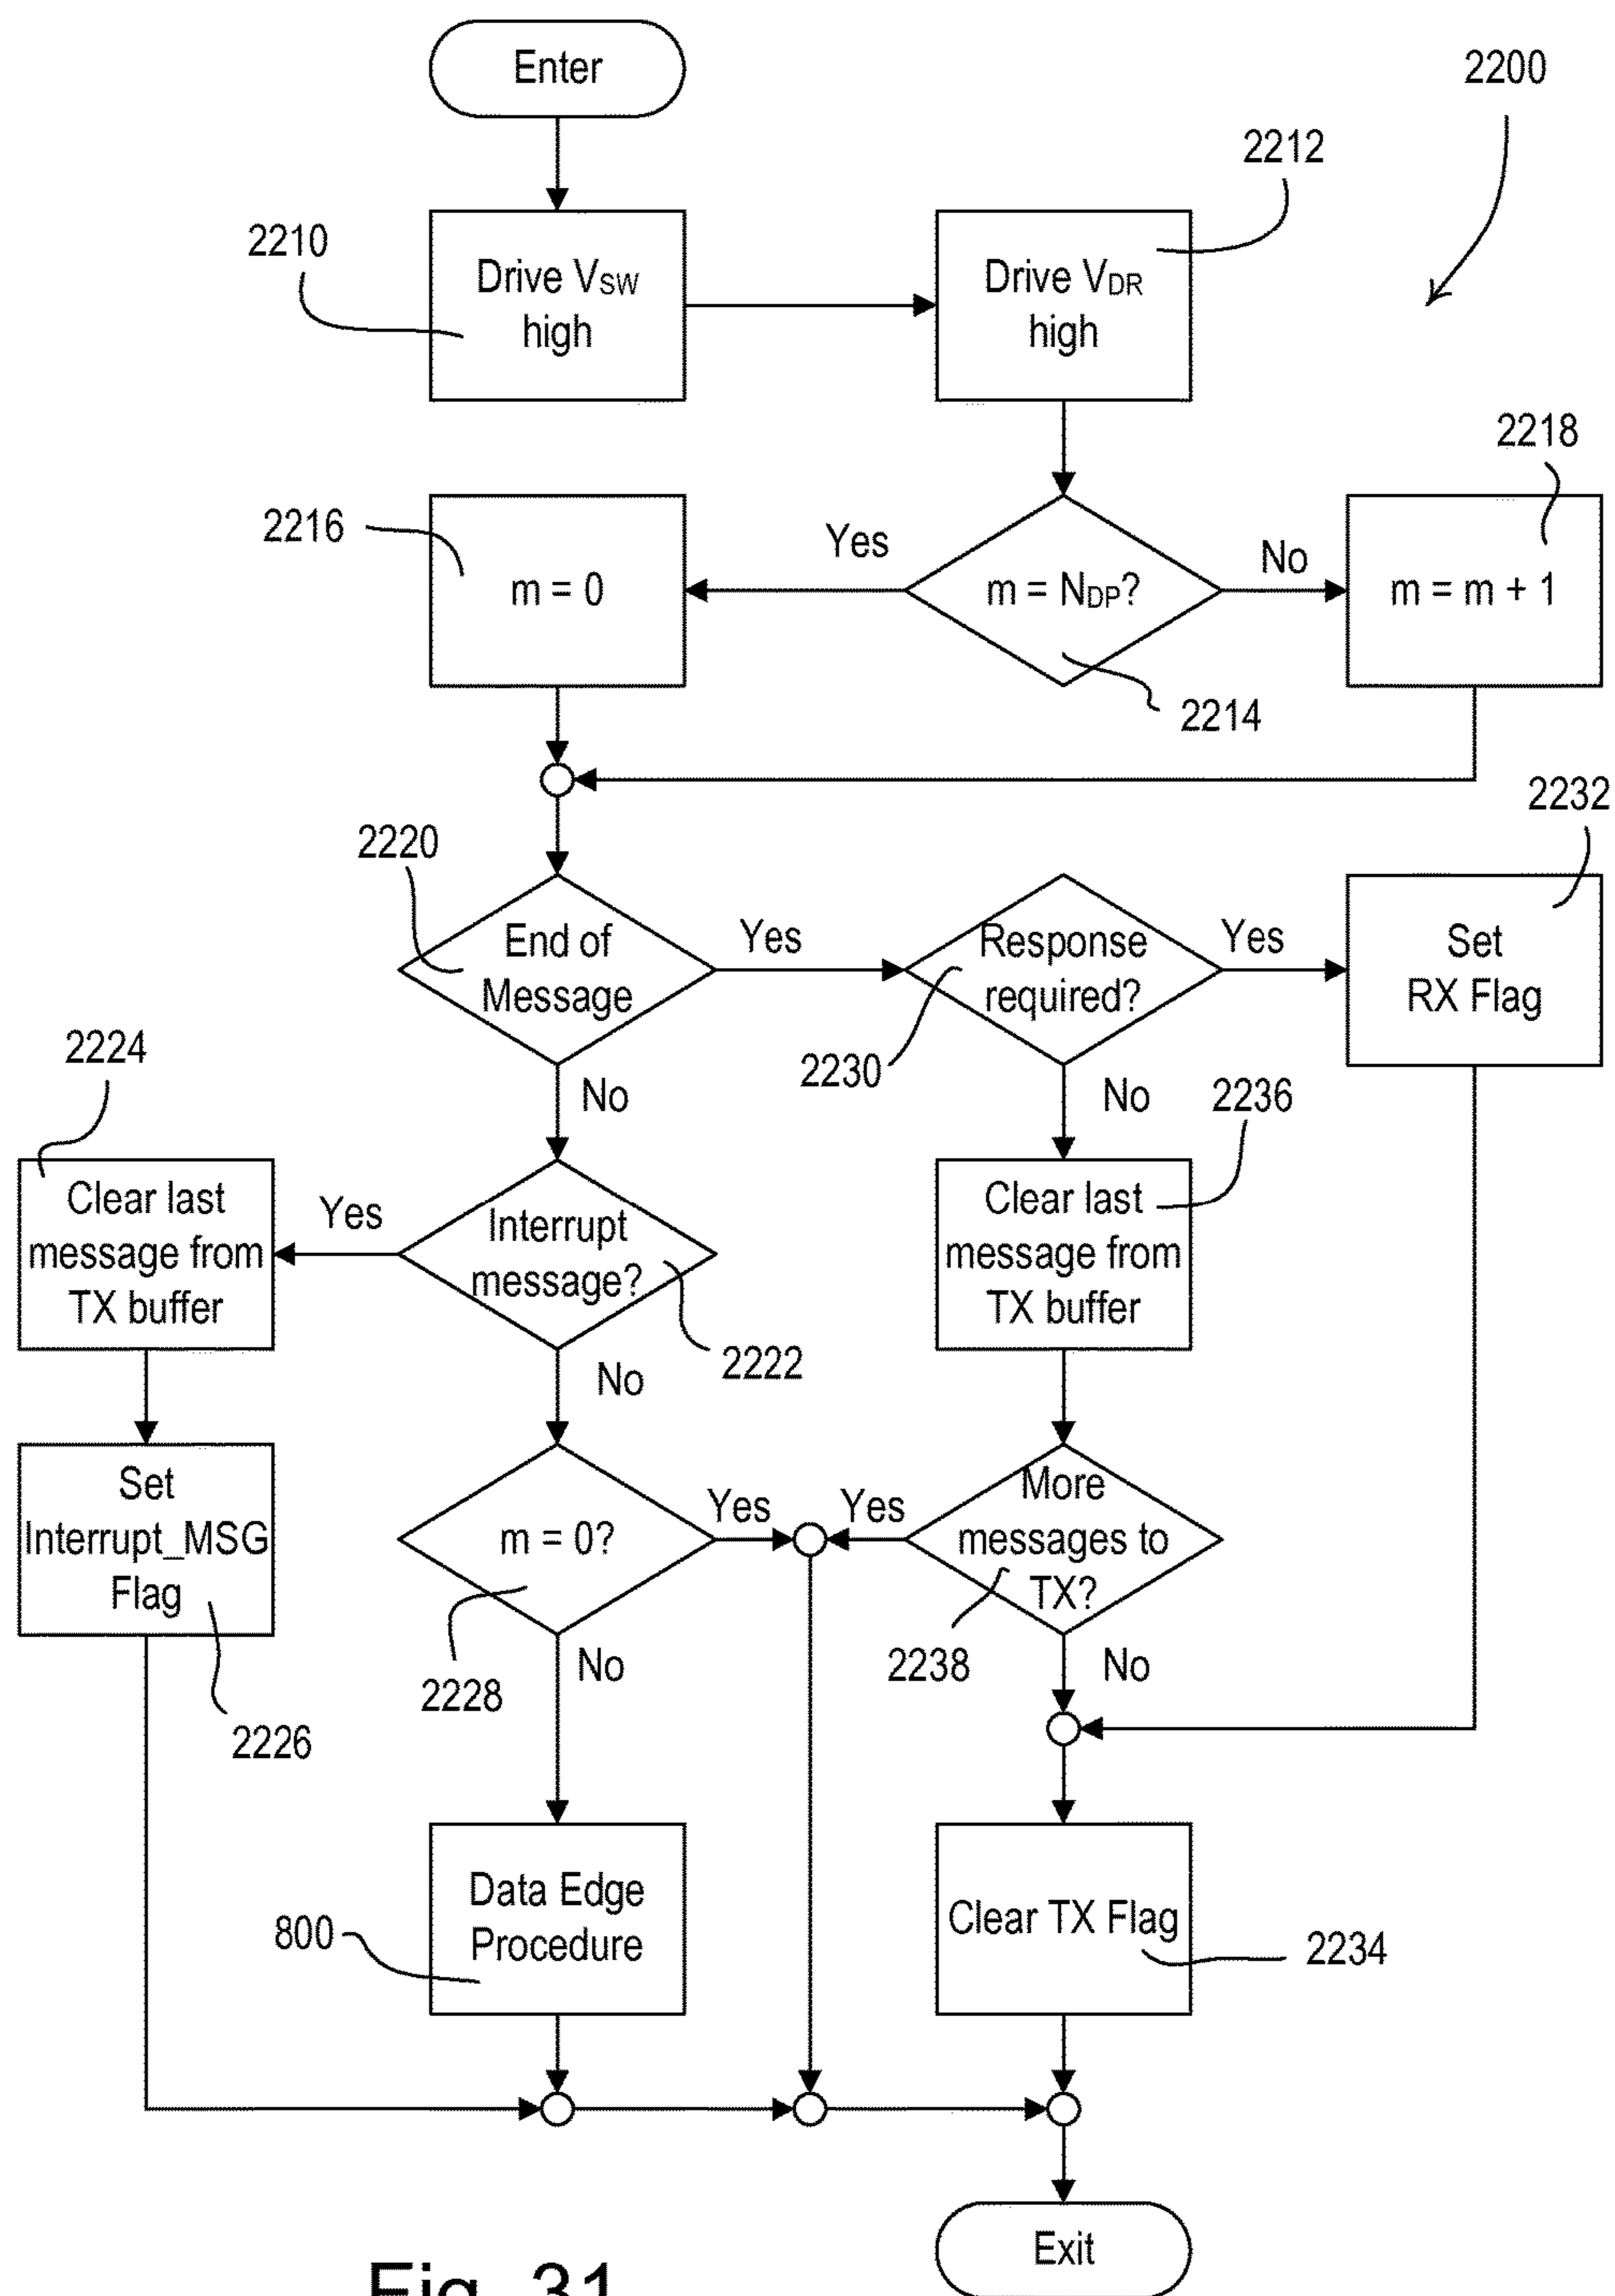 Enter
2200
2212
2210
Drive VSW
high
Drive VDR
high
2218
2216
Yes
No
m = 0
m = NDP?
m = m + 1
2214
2232
2220
End of
Message
Yes
Response
required?
Yes
Set
RX Flag
2224
2230
No
No
2236
Clear last
message from
TX buffer
Yes
Interrupt
message?
Clear last
message from
TX buffer
2222
No
Set
Interrupt_MSG
Flag
m = 0?
Yes
Yes
More
messages to
TX?
2228
No
2238
No
2226
Data Edge
Procedure
800
Clear TX Flag
2234
Exit
Fig. 31